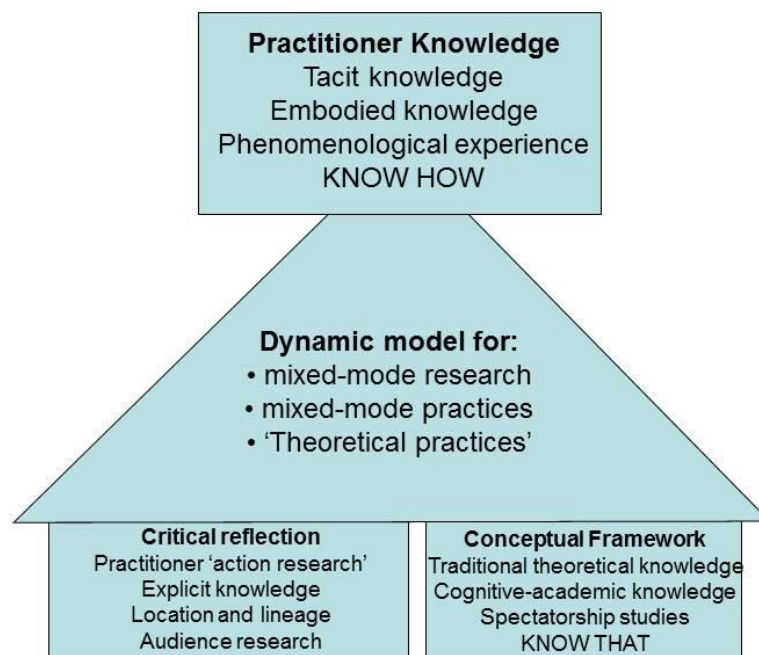 Practitioner Knowledge
Tacit knowledge
Embodied knowledge
Phenomenological experience
KNOW HOW
Dynamic model for:
• mixed-mode research
• mixed-mode practices
• ‘Theoretical practices’
Critical reflection
Practitioner ‘action research’
Explicit knowledge
Location and lineage
Audience research
Conceptual Framework
Traditional theoretical knowledge
Cognitive-academic knowledge
Spectatorship studies
KNOW THAT